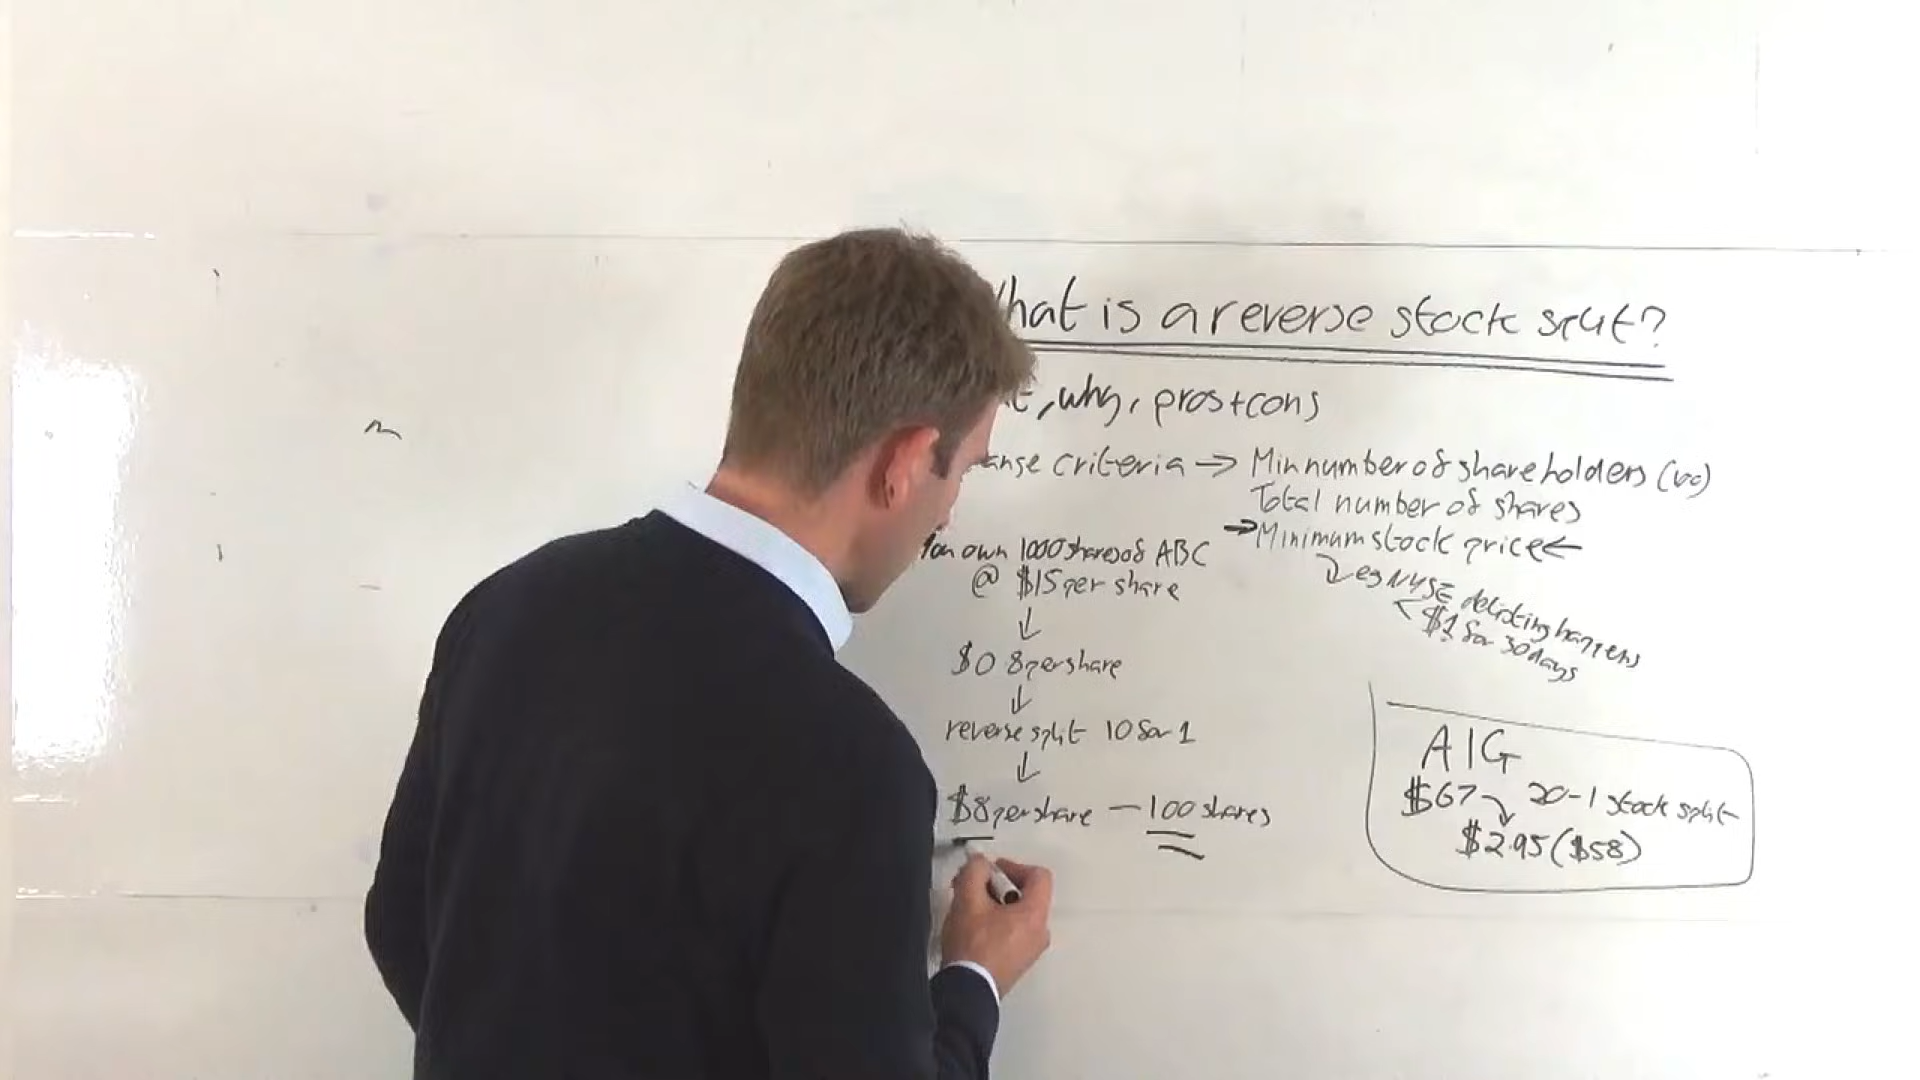 hat is a reverse stock split?
, why, pros + cons
ange criteria → Min number of shareholders
Total number of shares
→ Minimum stock price ←
You own 1000 shares of ABC
@ $15 per share
↓
$0 8 per share
↓
reverse split 10 for 1
↓
$8 per share — 100 shares
eg NYSE delisting happens
< $1 for 30 days
AIG
$67 → 20-1 stock split
$2.95 ($58)